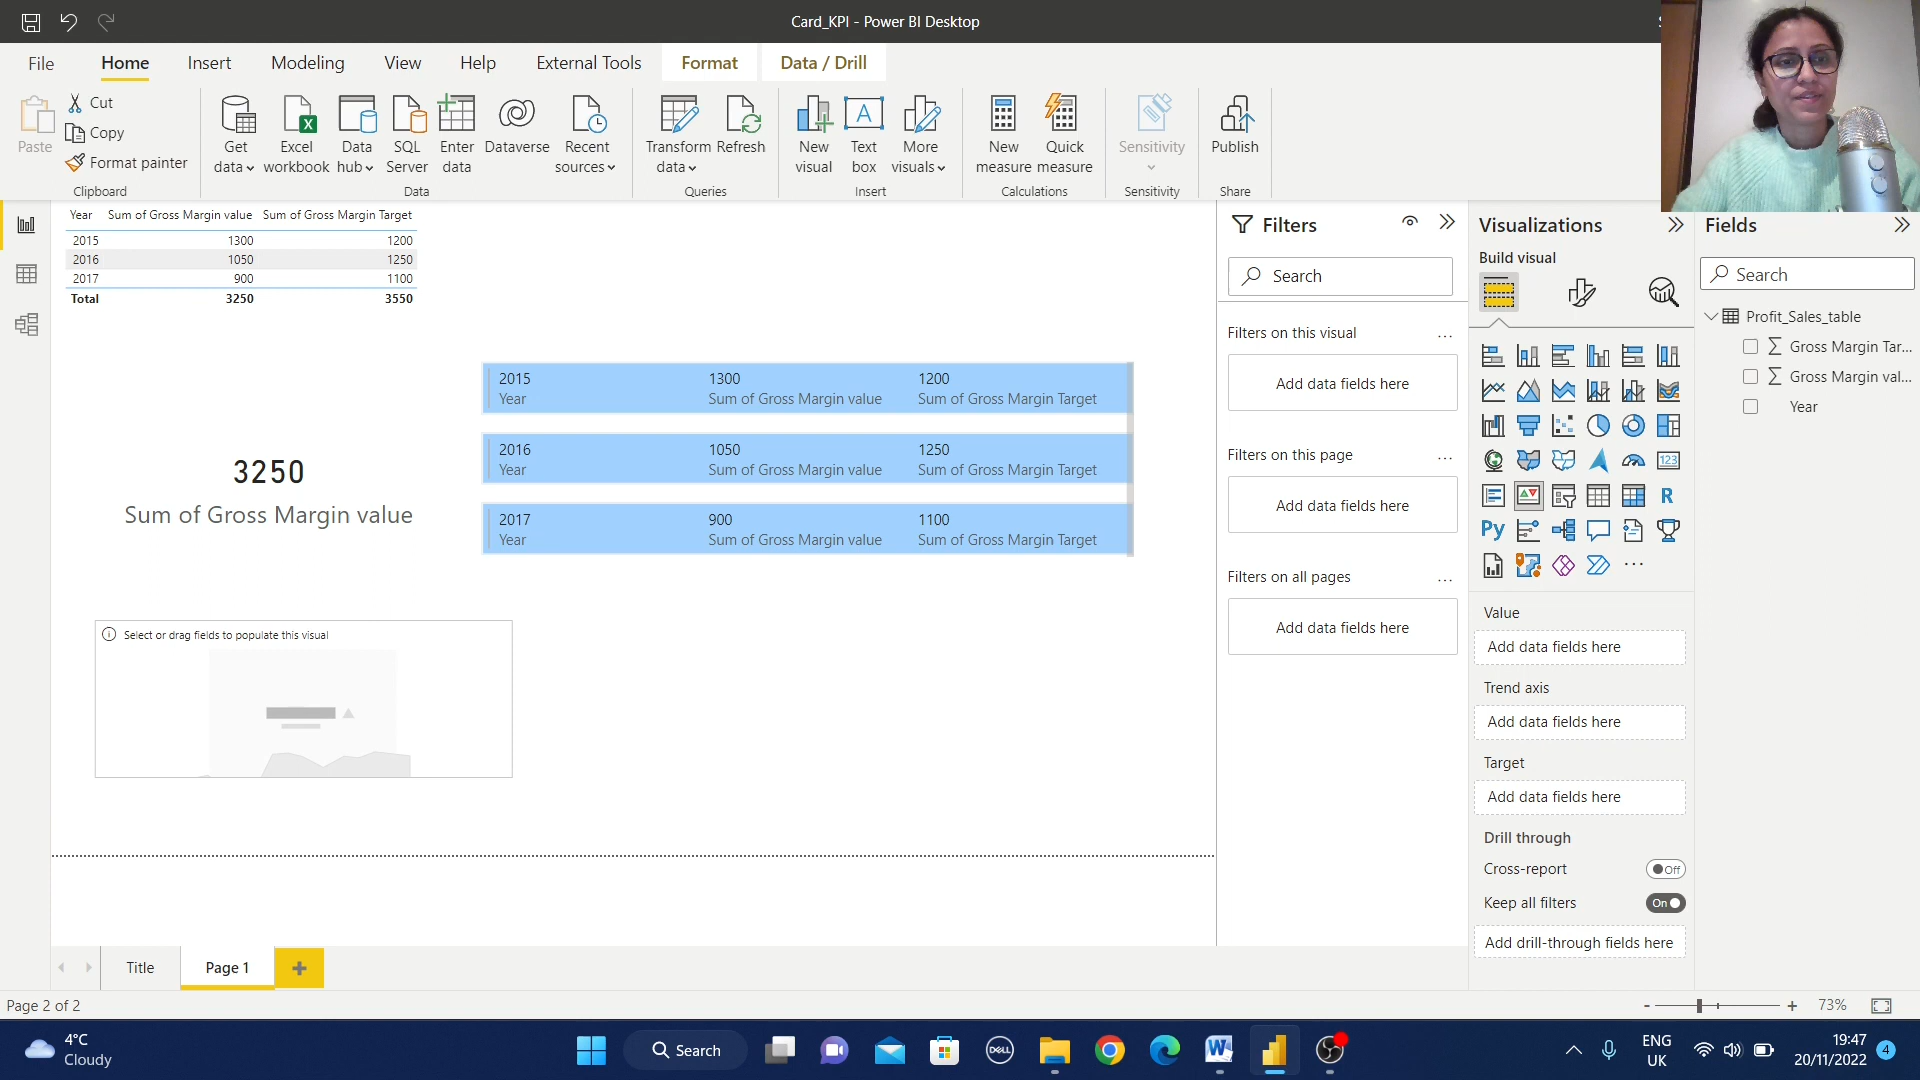 Card_KPI - Power BI Desktop
File Home Insert Modeling View Help External Tools Format Data / Drill
Paste
Cut
Copy
Format painter
Clipboard
Get data
Excel workbook
Data hub
SQL Server
Enter data
Dataverse
Recent sources
Data
Transform data
Refresh
Queries
New visual
Text box
More visuals
Insert
New measure
Quick measure
Calculations
Sensitivity
Sensitivity
Publish
Share
Year Sum of Gross Margin value Sum of Gross Margin Target
2015 1300 1200
2016 1050 1250
2017 900 1100
Total 3250 3550
2015 1300 1200
Year Sum of Gross Margin value Sum of Gross Margin Target
2016 1050 1250
Year Sum of Gross Margin value Sum of Gross Margin Target
2017 900 1100
Year Sum of Gross Margin value Sum of Gross Margin Target
3250
Sum of Gross Margin value
Select or drag fields to populate this visual
Filters
Search
Filters on this visual ...
Add data fields here
Filters on this page ...
Add data fields here
Filters on all pages ...
Add data fields here
Visualizations
Build visual
123
R
Py
...
Value
Add data fields here
Trend axis
Add data fields here
Target
Add data fields here
Drill through
Cross-report Off
Keep all filters On
Add drill-through fields here
Fields
Search
Profit_Sales_table
Gross Margin Tar...
Gross Margin val...
Year
Title Page 1
Page 2 of 2
- + 73%
4°C
Cloudy
Search
DELL
ENG
UK
19:47
20/11/2022
4